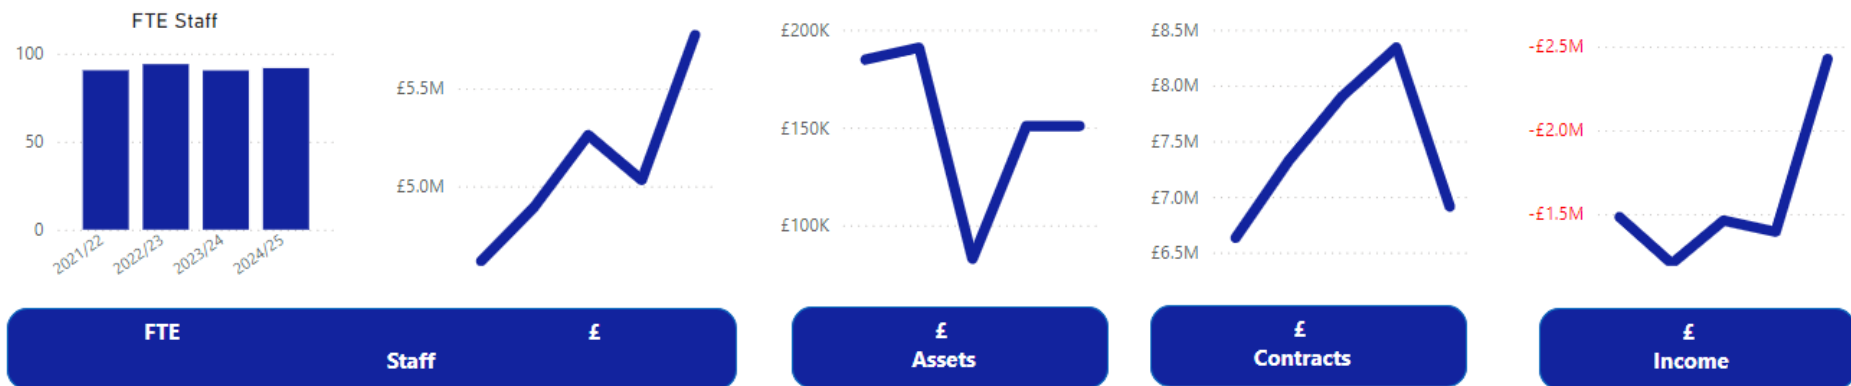 FTE Staff
100
50
0
2021/22
2022/23
2023/24
2024/25
£5.5M
£5.0M
£200K
£150K
£100K
£8.5M
£8.0M
£7.5M
£7.0M
£6.5M
-£2.5M
-£2.0M
-£1.5M
FTE £
Staff
£
Assets
£
Contracts
£
Income